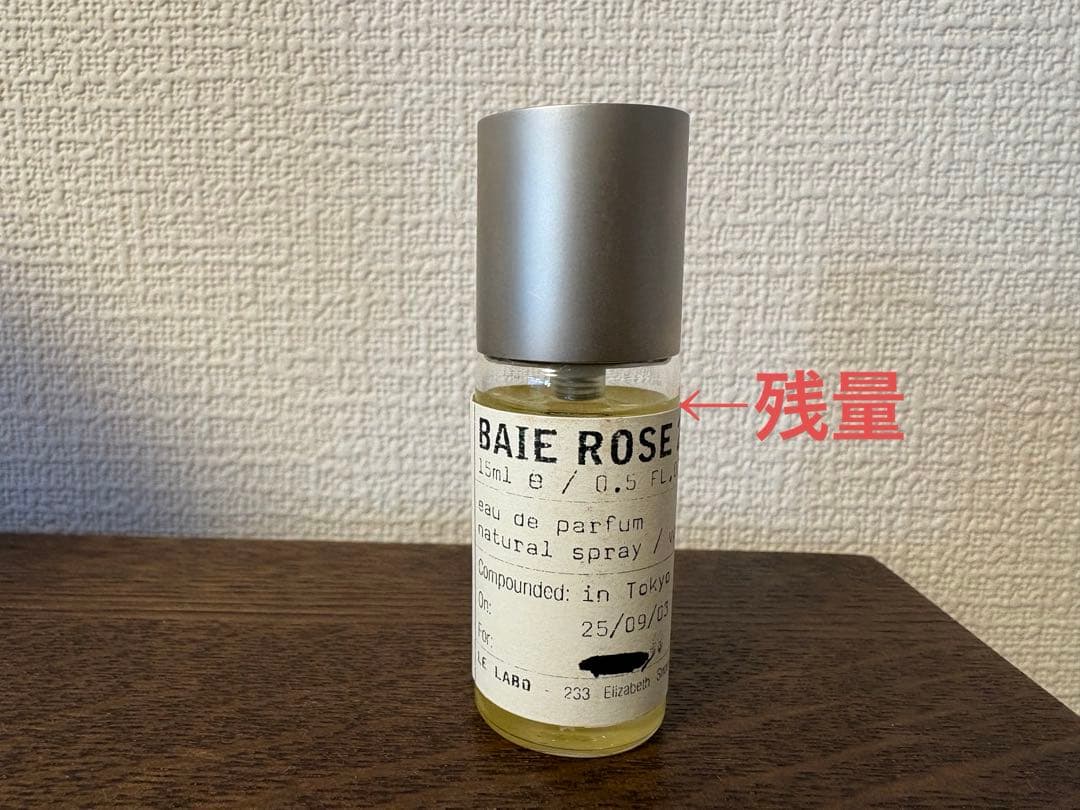 ←残量
BAIE ROSE
15ml e / 0.5 FL.
eau de parfum
natural spray /
Compounded: in Tokyo
On: 25/09/03
For:
LE LABO - 233 Elizabeth